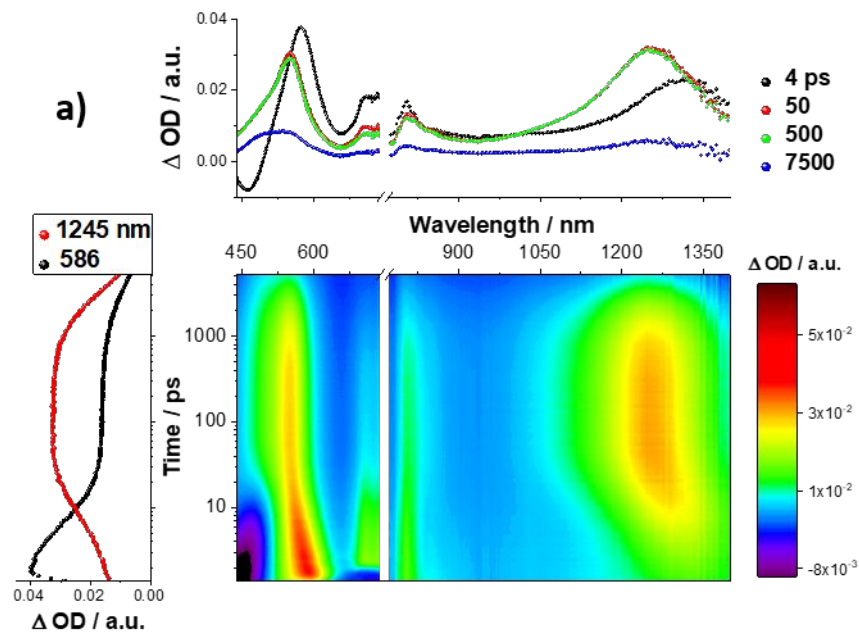 0.04
0.02
0.00
Δ OD / a.u.
a)
4 ps
50
500
7500
Wavelength / nm
450 600 900 1050 1200 1350
1245 nm
586
1000
100
10
Time / ps
0.04 0.02 0.00
Δ OD / a.u.
Δ OD / a.u.
5x10⁻²
3x10⁻²
1x10⁻²
-8x10⁻³